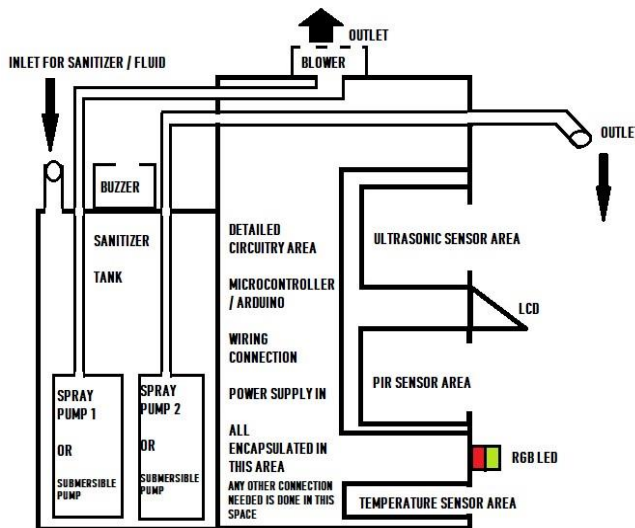 OUTLET
BLOWER
INLET FOR SANITIZER / FLUID
OUTLET
BUZZER
SANITIZER
TANK
DETAILED
CIRCUITRY AREA
MICROCONTROLLER
/ ARDUINO
WIRING
CONNECTION
POWER SUPPLY IN
ALL
ENCAPSULATED IN
THIS AREA
ANY OTHER CONNECTION
NEEDED IS DONE IN THIS
SPACE
ULTRASONIC SENSOR AREA
LCD
PIR SENSOR AREA
RGB LED
TEMPERATURE SENSOR AREA
SPRAY
PUMP 1
OR
SUBMERSIBLE
PUMP
SPRAY
PUMP 2
OR
SUBMERSIBLE
PUMP